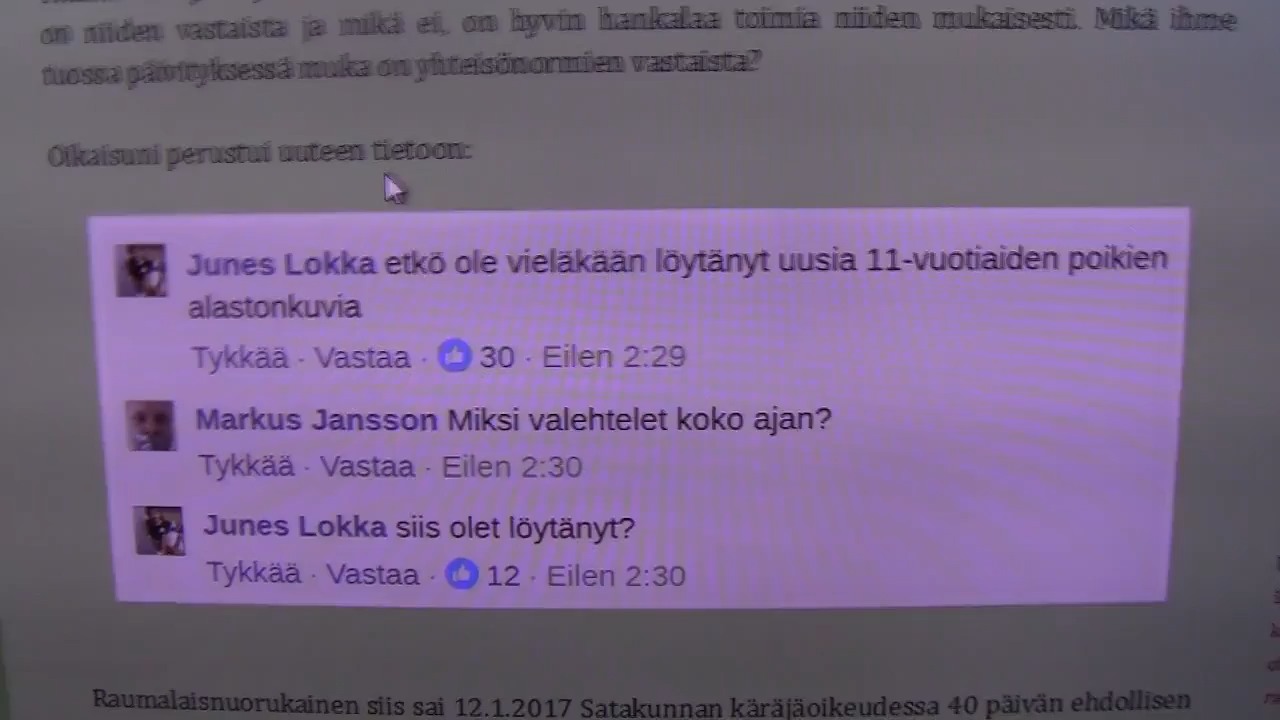 on niiden vastaista ja mikä ei, on hyvin hankalaa toimia niiden mukaisesti. Mikä ihme
tuossa päivityksessä muka on yhteisönormien vastaista?
Oikaisuni perustui uuteen tietoon:
Junes Lokka etkö ole vieläkään löytänyt uusia 11-vuotiaiden poikien
alastonkuvia
Tykkää · Vastaa · 30 · Eilen 2:29
Markus Jansson Miksi valehtelet koko ajan?
Tykkää · Vastaa · Eilen 2:30
Junes Lokka siis olet löytänyt?
Tykkää · Vastaa · 12 · Eilen 2:30
Raumalaisnuorukainen siis sai 12.1.2017 Satakunnan käräjäoikeudessa 40 päivän ehdollisen